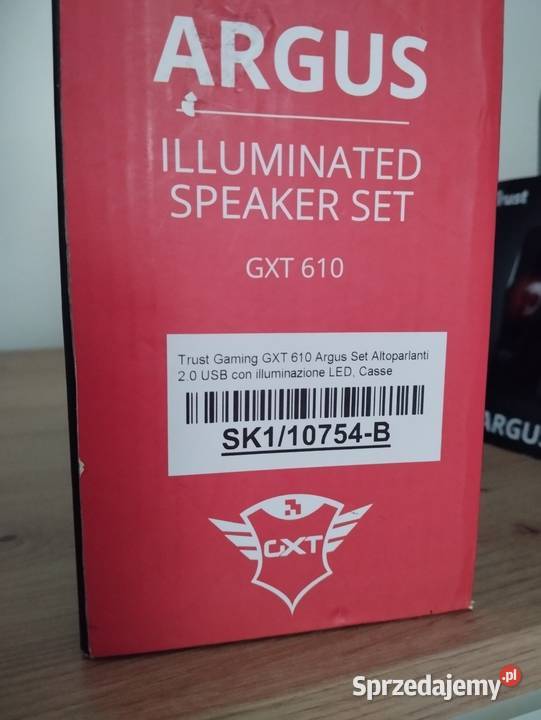 ARGUS
ILLUMINATED
SPEAKER SET
GXT 610
Trust Gaming GXT 610 Argus Set Altoparlanti
2.0 USB con illuminazione LED, Casse
SK1/10754-B
GXT
Trust
ARGUS
Sprzedajemy.pl